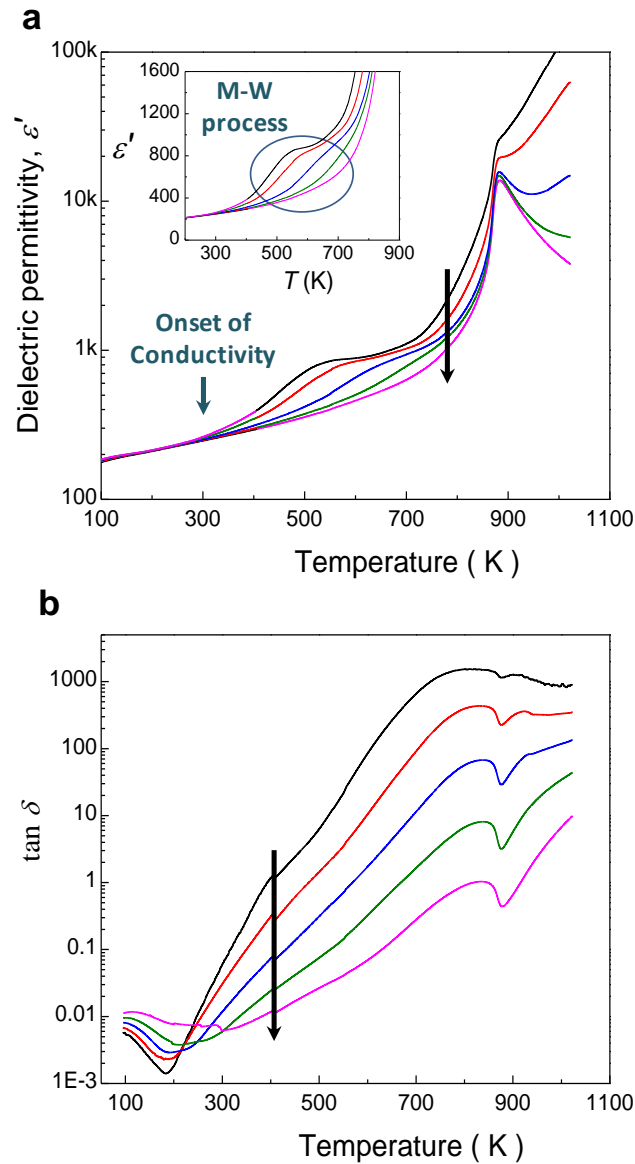 a
100k
10k
1k
100
Dielectric permittivity, ε'
1600
1200
800
400
0
ε'
M-W
process
300 500 700 900
T (K)
Onset of
Conductivity
100 300 500 700 900 1100
Temperature ( K )
b
1000
100
10
1
0.1
0.01
1E-3
tan δ
100 300 500 700 900 1100
Temperature ( K )